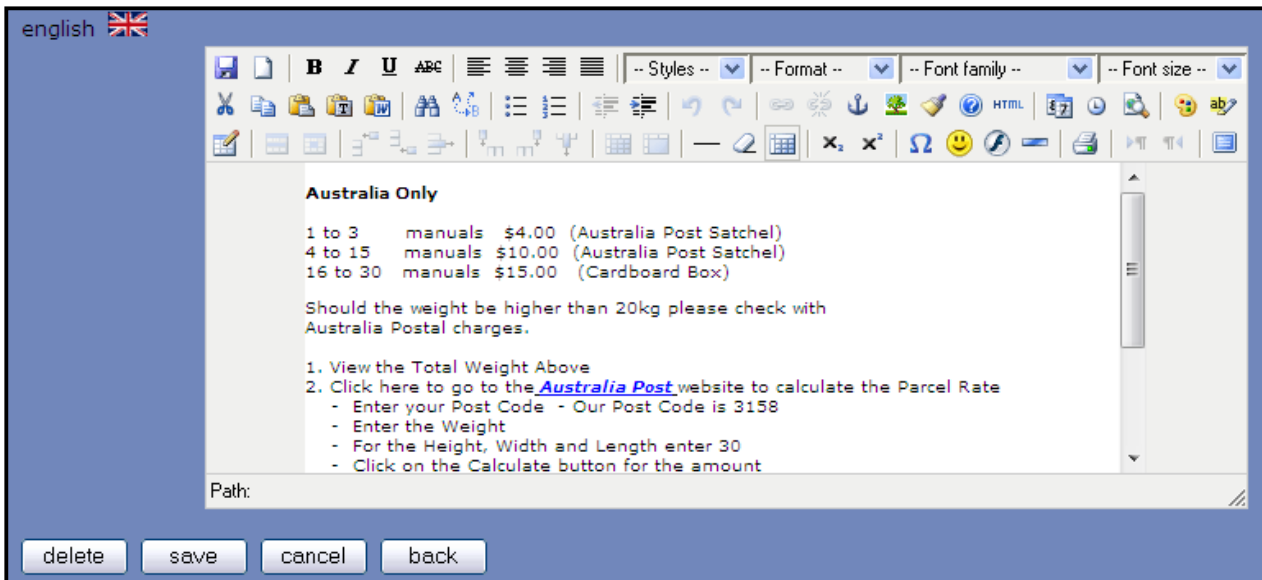 english
B I U ABC -- Styles -- -- Format -- -- Font family -- -- Font size --
HTML
Australia Only
1 to 3 manuals $4.00 (Australia Post Satchel)
4 to 15 manuals $10.00 (Australia Post Satchel)
16 to 30 manuals $15.00 (Cardboard Box)
Should the weight be higher than 20kg please check with
Australia Postal charges.
1. View the Total Weight Above
2. Click here to go to the Australia Post website to calculate the Parcel Rate
- Enter your Post Code - Our Post Code is 3158
- Enter the Weight
- For the Height, Width and Length enter 30
- Click on the Calculate button for the amount
Path:
delete save cancel back